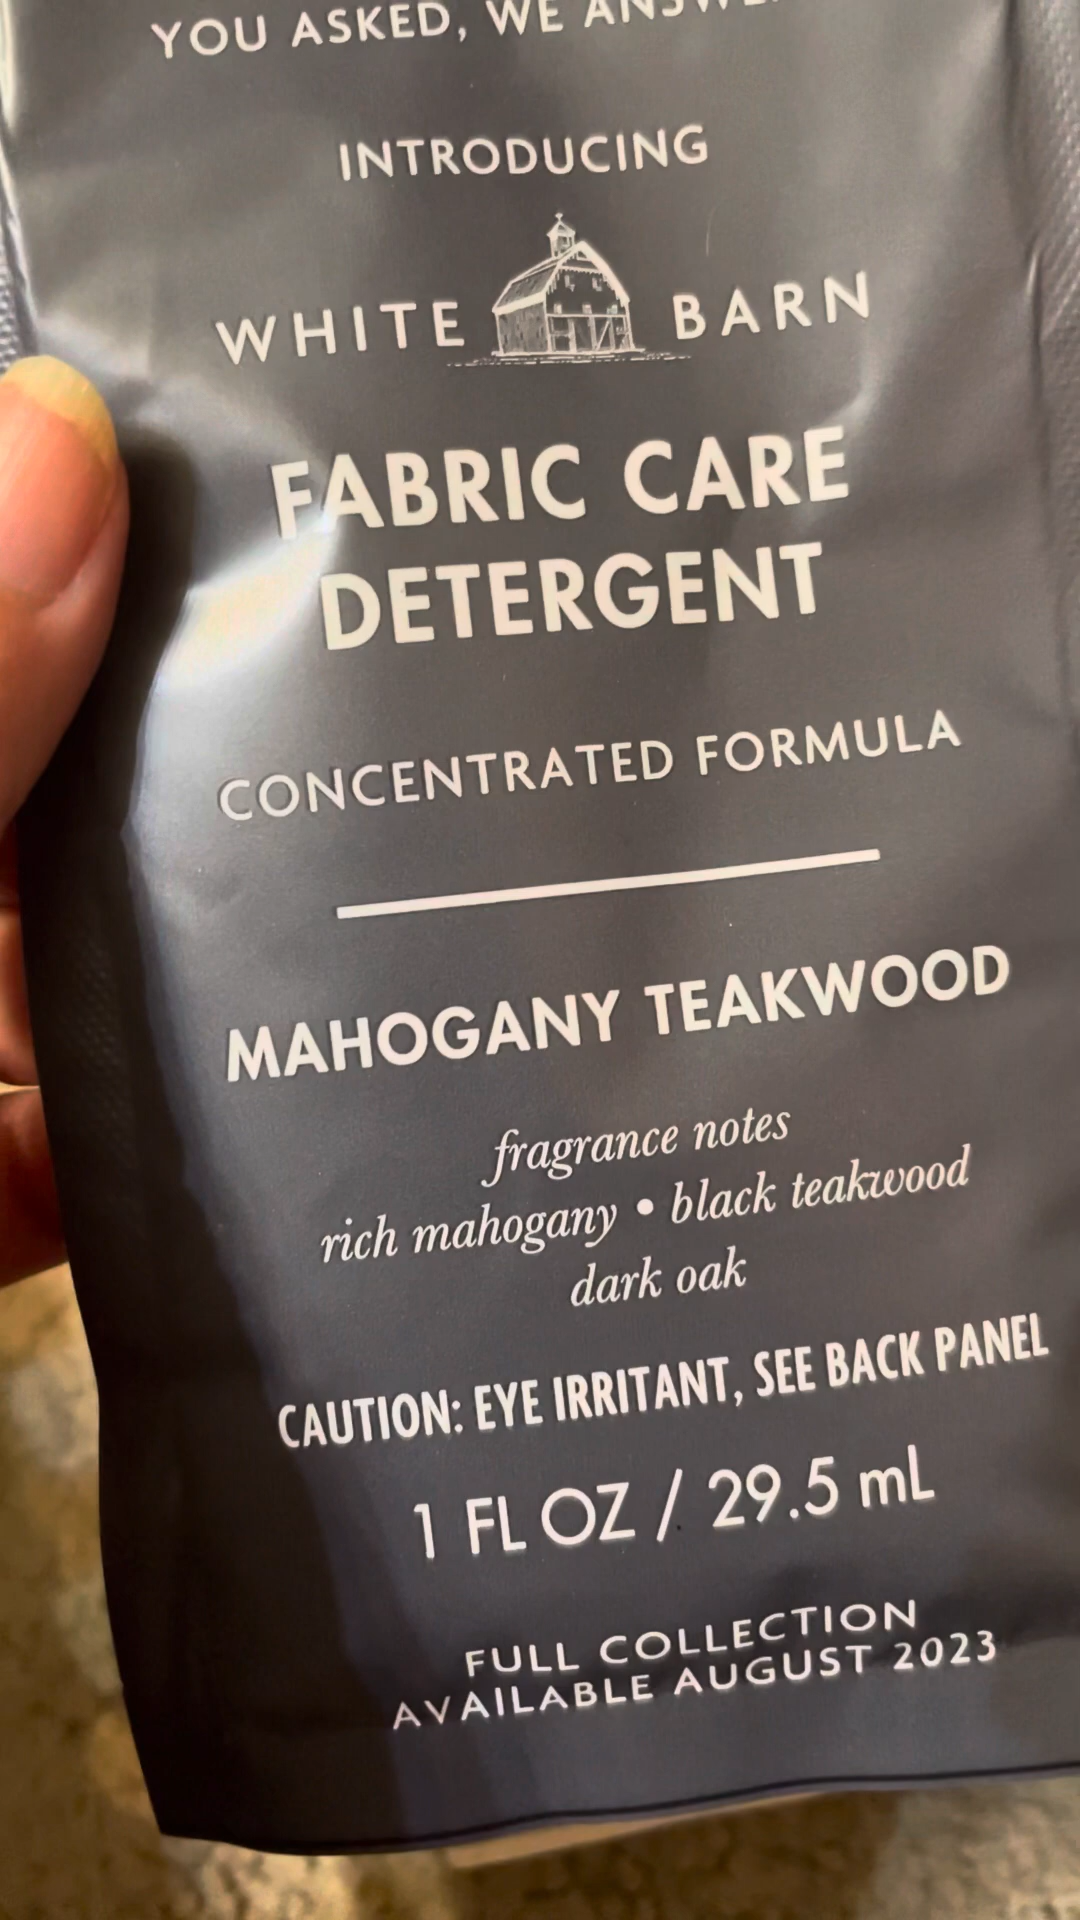 YOU ASKED, WE
INTRODUCING
WHITE BARN
FABRIC CARE
DETERGENT
CONCENTRATED FORMULA
MAHOGANY TEAKWOOD
fragrance notes
rich mahogany • black teakwood
dark oak
CAUTION: EYE IRRITANT, SEE BACK PANEL
1 FL OZ / 29.5 mL
FULL COLLECTION
AVAILABLE AUGUST 2023